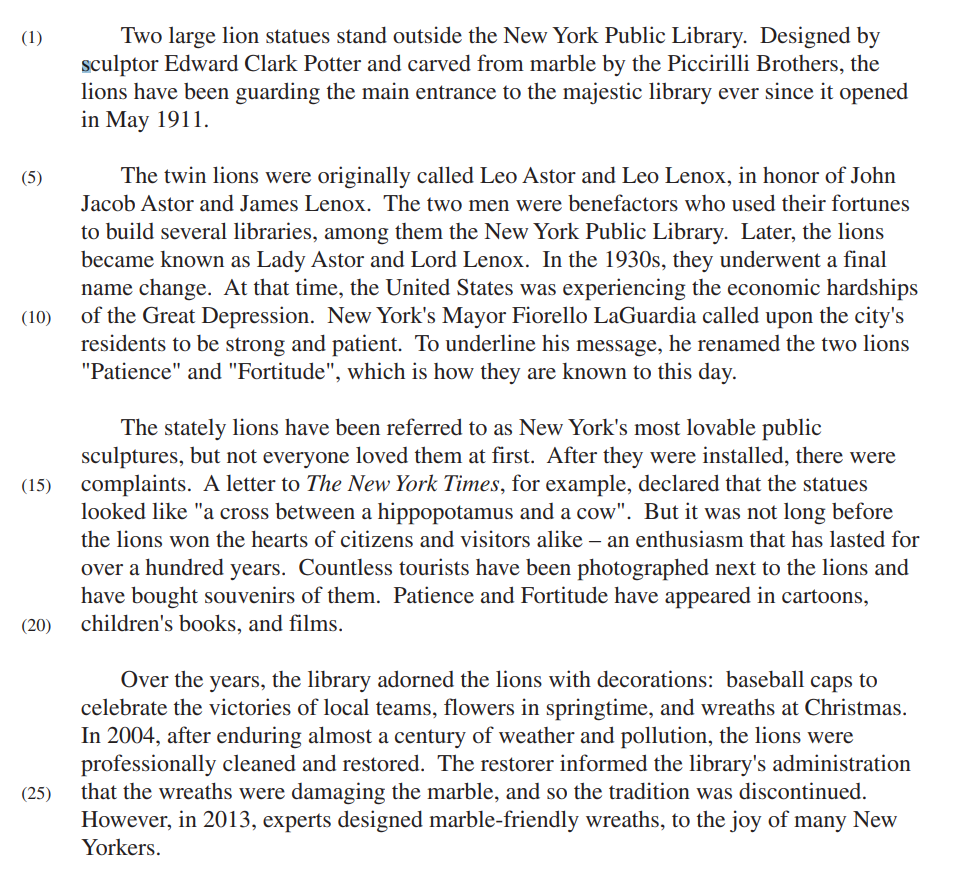 (1) Two large lion statues stand outside the New York Public Library. Designed by
sculptor Edward Clark Potter and carved from marble by the Piccirilli Brothers, the
lions have been guarding the main entrance to the majestic library ever since it opened
in May 1911.
(5) The twin lions were originally called Leo Astor and Leo Lenox, in honor of John
Jacob Astor and James Lenox. The two men were benefactors who used their fortunes
to build several libraries, among them the New York Public Library. Later, the lions
became known as Lady Astor and Lord Lenox. In the 1930s, they underwent a final
name change. At that time, the United States was experiencing the economic hardships
(10) of the Great Depression. New York's Mayor Fiorello LaGuardia called upon the city's
residents to be strong and patient. To underline his message, he renamed the two lions
"Patience" and "Fortitude", which is how they are known to this day.
The stately lions have been referred to as New York's most lovable public
sculptures, but not everyone loved them at first. After they were installed, there were
(15) complaints. A letter to The New York Times, for example, declared that the statues
looked like "a cross between a hippopotamus and a cow". But it was not long before
the lions won the hearts of citizens and visitors alike – an enthusiasm that has lasted for
over a hundred years. Countless tourists have been photographed next to the lions and
have bought souvenirs of them. Patience and Fortitude have appeared in cartoons,
(20) children's books, and films.
Over the years, the library adorned the lions with decorations: baseball caps to
celebrate the victories of local teams, flowers in springtime, and wreaths at Christmas.
In 2004, after enduring almost a century of weather and pollution, the lions were
professionally cleaned and restored. The restorer informed the library's administration
(25) that the wreaths were damaging the marble, and so the tradition was discontinued.
However, in 2013, experts designed marble-friendly wreaths, to the joy of many New
Yorkers.